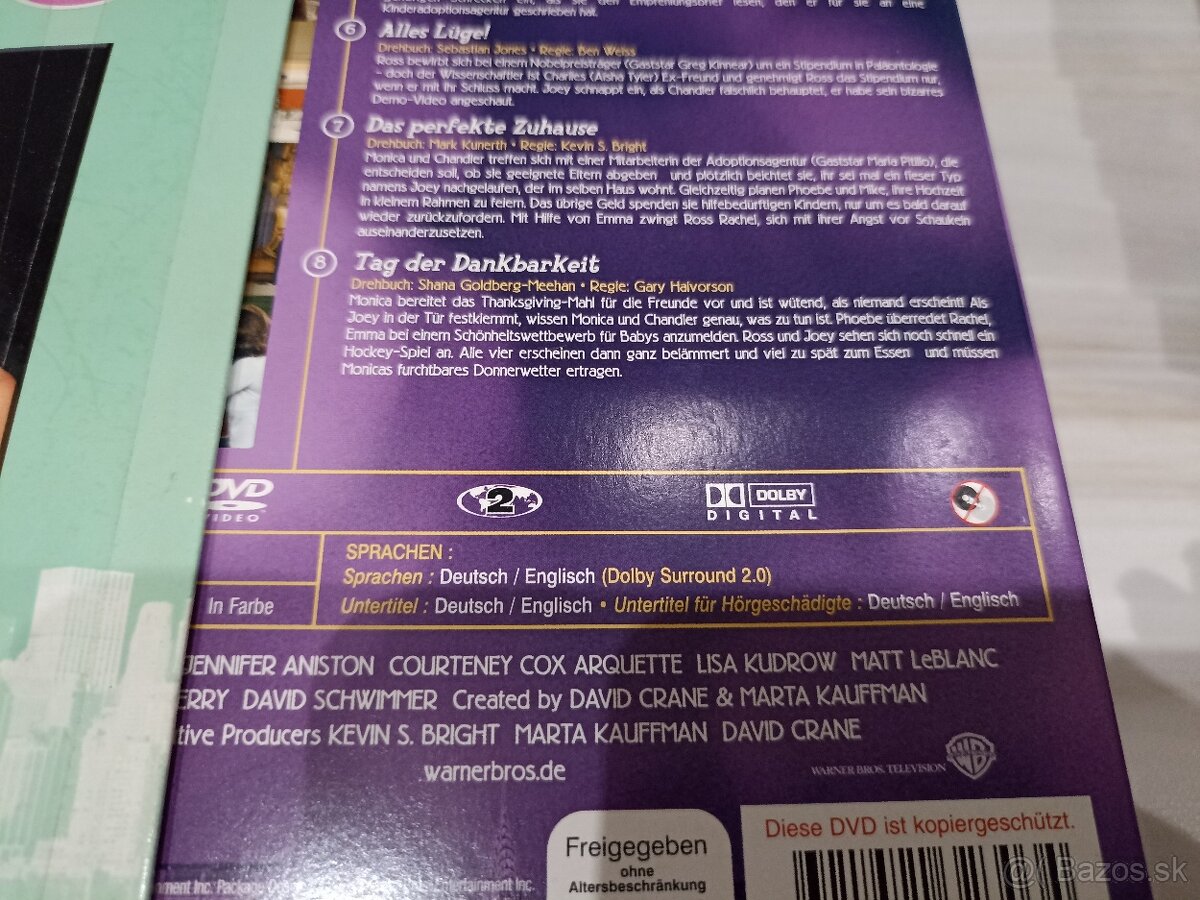 Kinderadoptionsagentur geschrieben hat.
6 Alles Lüge!
Drehbuch: Sebastian Jones • Regie: Ben Weiss
Ross bewirbt sich bei einem Nobelpreisträger (Gaststar Greg Kinnear) um ein Stipendium in Paläontologie
– doch der Wissenschaftler ist Charlies (Aisha Tyler) Ex-Freund und genehmigt Ross das Stipendium nur,
wenn er mit ihr Schluss macht. Joey schnappt ein, als Chandler fälschlich behauptet, er habe sein bizarres
Demo-Video angeschaut.
7 Das perfekte Zuhause
Drehbuch: Mark Kunerth • Regie: Kevin S. Bright
Monica und Chandler treffen sich mit einer Mitarbeiterin der Adoptionsagentur (Gaststar Maria Pitillo), die
entscheiden soll, ob sie geeignete Eltern abgeben und plötzlich beichtet sie, ihr sei mal ein fieser Typ
namens Joey nachgelaufen, der im selben Haus wohnt. Gleichzeitig planen Phoebe und Mike, ihre Hochzeit
in kleinem Rahmen zu feiern. Das übrige Geld spenden sie hilfebedürftigen Kindern, nur um es bald darauf
wieder zurückzufordern. Mit Hilfe von Emma zwingt Ross Rachel, sich mit ihrer Angst vor Schaukeln
auseinanderzusetzen.
8 Tag der Dankbarkeit
Drehbuch: Shana Goldberg-Meehan • Regie: Gary Halvorson
Monica bereitet das Thanksgiving-Mahl für die Freunde vor und ist wütend, als niemand erscheint! Als
Joey in der Tür festklemmt, wissen Monica und Chandler genau, was zu tun ist. Phoebe überredet Rachel,
Emma bei einem Schönheitswettbewerb für Babys anzumelden. Ross und Joey sehen sich noch schnell ein
Hockey-Spiel an. Alle vier erscheinen dann ganz belämmert und viel zu spät zum Essen und müssen
Monicas furchtbares Donnerwetter ertragen.
DVD
VIDEO
2
DOLBY
DIGITAL
SPRACHEN :
Sprachen : Deutsch / Englisch (Dolby Surround 2.0)
In Farbe
Untertitel : Deutsch / Englisch • Untertitel für Hörgeschädigte : Deutsch / Englisch
JENNIFER ANISTON COURTENEY COX ARQUETTE LISA KUDROW MATT LeBLANC
ERRY DAVID SCHWIMMER Created by DAVID CRANE & MARTA KAUFFMAN
tive Producers KEVIN S. BRIGHT MARTA KAUFFMAN DAVID CRANE
.warnerbros.de
WARNER BROS. TELEVISION
WB
Freigegeben
ohne
Altersbeschränkung
Diese DVD ist kopiergeschützt.
Entertainment Inc.
Bazos.sk